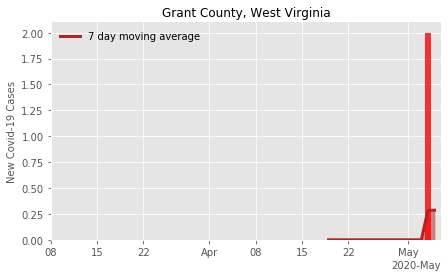 Grant County, West Virginia
7 day moving average
New Covid-19 Cases
2.00
1.75
1.50
1.25
1.00
0.75
0.50
0.25
0.00
08 15 22 Apr 08 15 22 May
2020-May